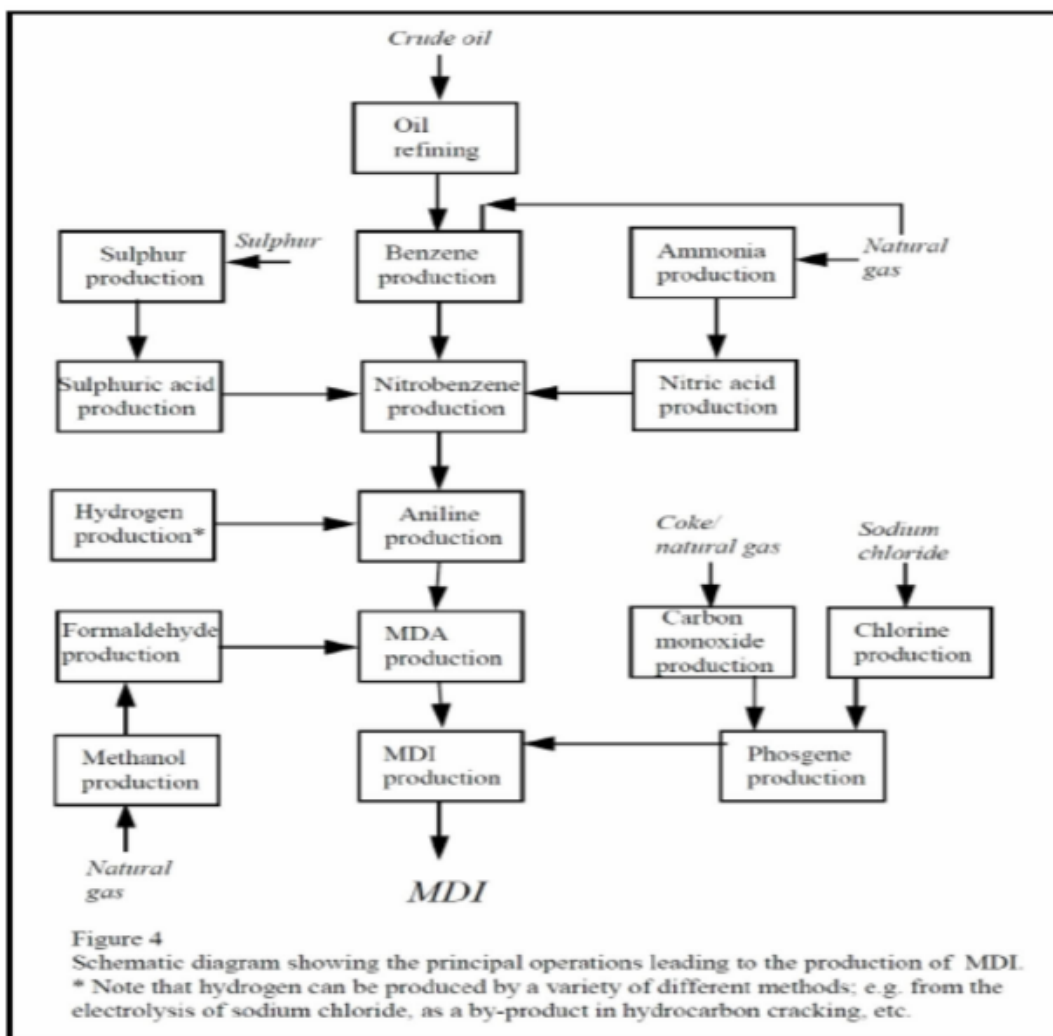 Crude oil
Oil
refining
Sulphur
production
Sulphur
Benzene
production
Ammonia
production
Natural
gas
Sulphuric acid
production
Nitrobenzene
production
Nitric acid
production
Hydrogen
production*
Aniline
production
Coke/
natural gas
Sodium
chloride
Formaldehyde
production
MDA
production
Carbon
monoxide
production
Chlorine
production
Methanol
production
MDI
production
Phosgene
production
Natural
gas
MDI
Figure 4
Schematic diagram showing the principal operations leading to the production of MDI.
* Note that hydrogen can be produced by a variety of different methods; e.g. from the
electrolysis of sodium chloride, as a by-product in hydrocarbon cracking, etc.